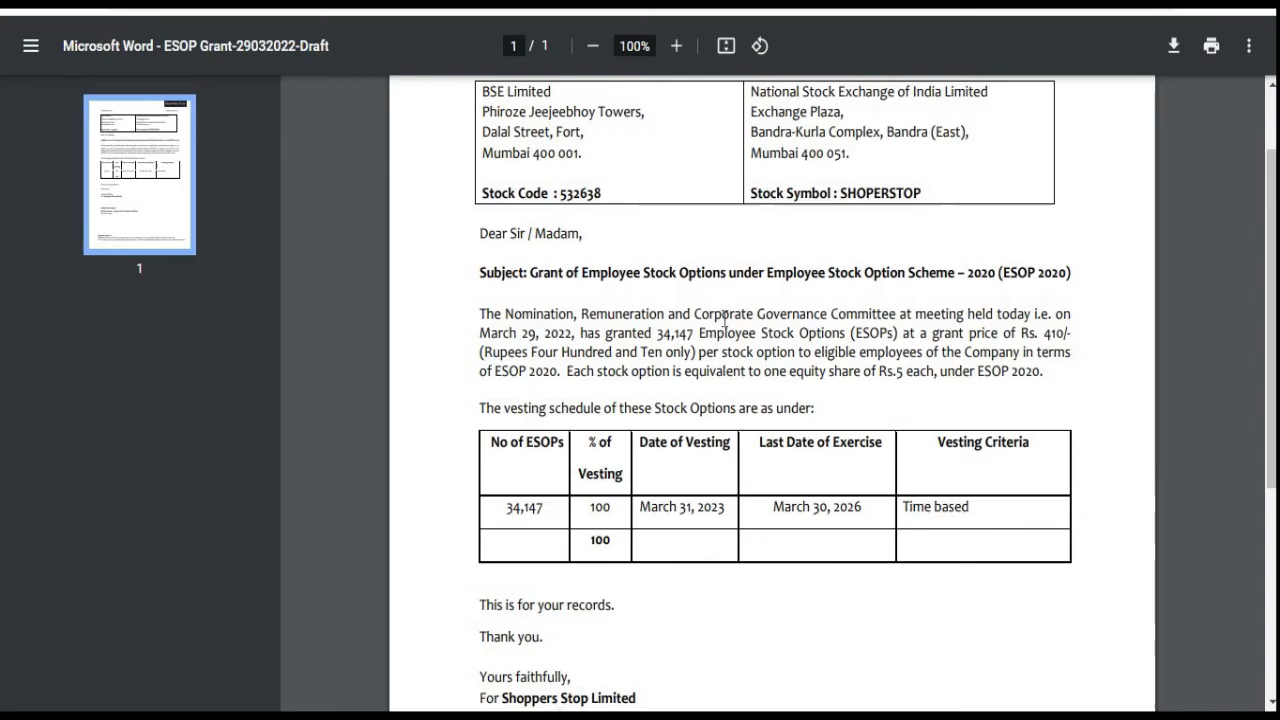 Microsoft Word - ESOP Grant-29032022-Draft
1 / 1
100%
1
BSE Limited
Phiroze Jeejeebhoy Towers,
Dalal Street, Fort,
Mumbai 400 001.
Stock Code : 532638
National Stock Exchange of India Limited
Exchange Plaza,
Bandra-Kurla Complex, Bandra (East),
Mumbai 400 051.
Stock Symbol : SHOPERSTOP
Dear Sir / Madam,
Subject: Grant of Employee Stock Options under Employee Stock Option Scheme – 2020 (ESOP 2020)
The Nomination, Remuneration and Corporate Governance Committee at meeting held today i.e. on
March 29, 2022, has granted 34,147 Employee Stock Options (ESOPs) at a grant price of Rs. 410/-
(Rupees Four Hundred and Ten only) per stock option to eligible employees of the Company in terms
of ESOP 2020. Each stock option is equivalent to one equity share of Rs.5 each, under ESOP 2020.
The vesting schedule of these Stock Options are as under:
No of ESOPs % of Vesting Date of Vesting Last Date of Exercise Vesting Criteria
34,147 100 March 31, 2023 March 30, 2026 Time based
100
This is for your records.
Thank you.
Yours faithfully,
For Shoppers Stop Limited